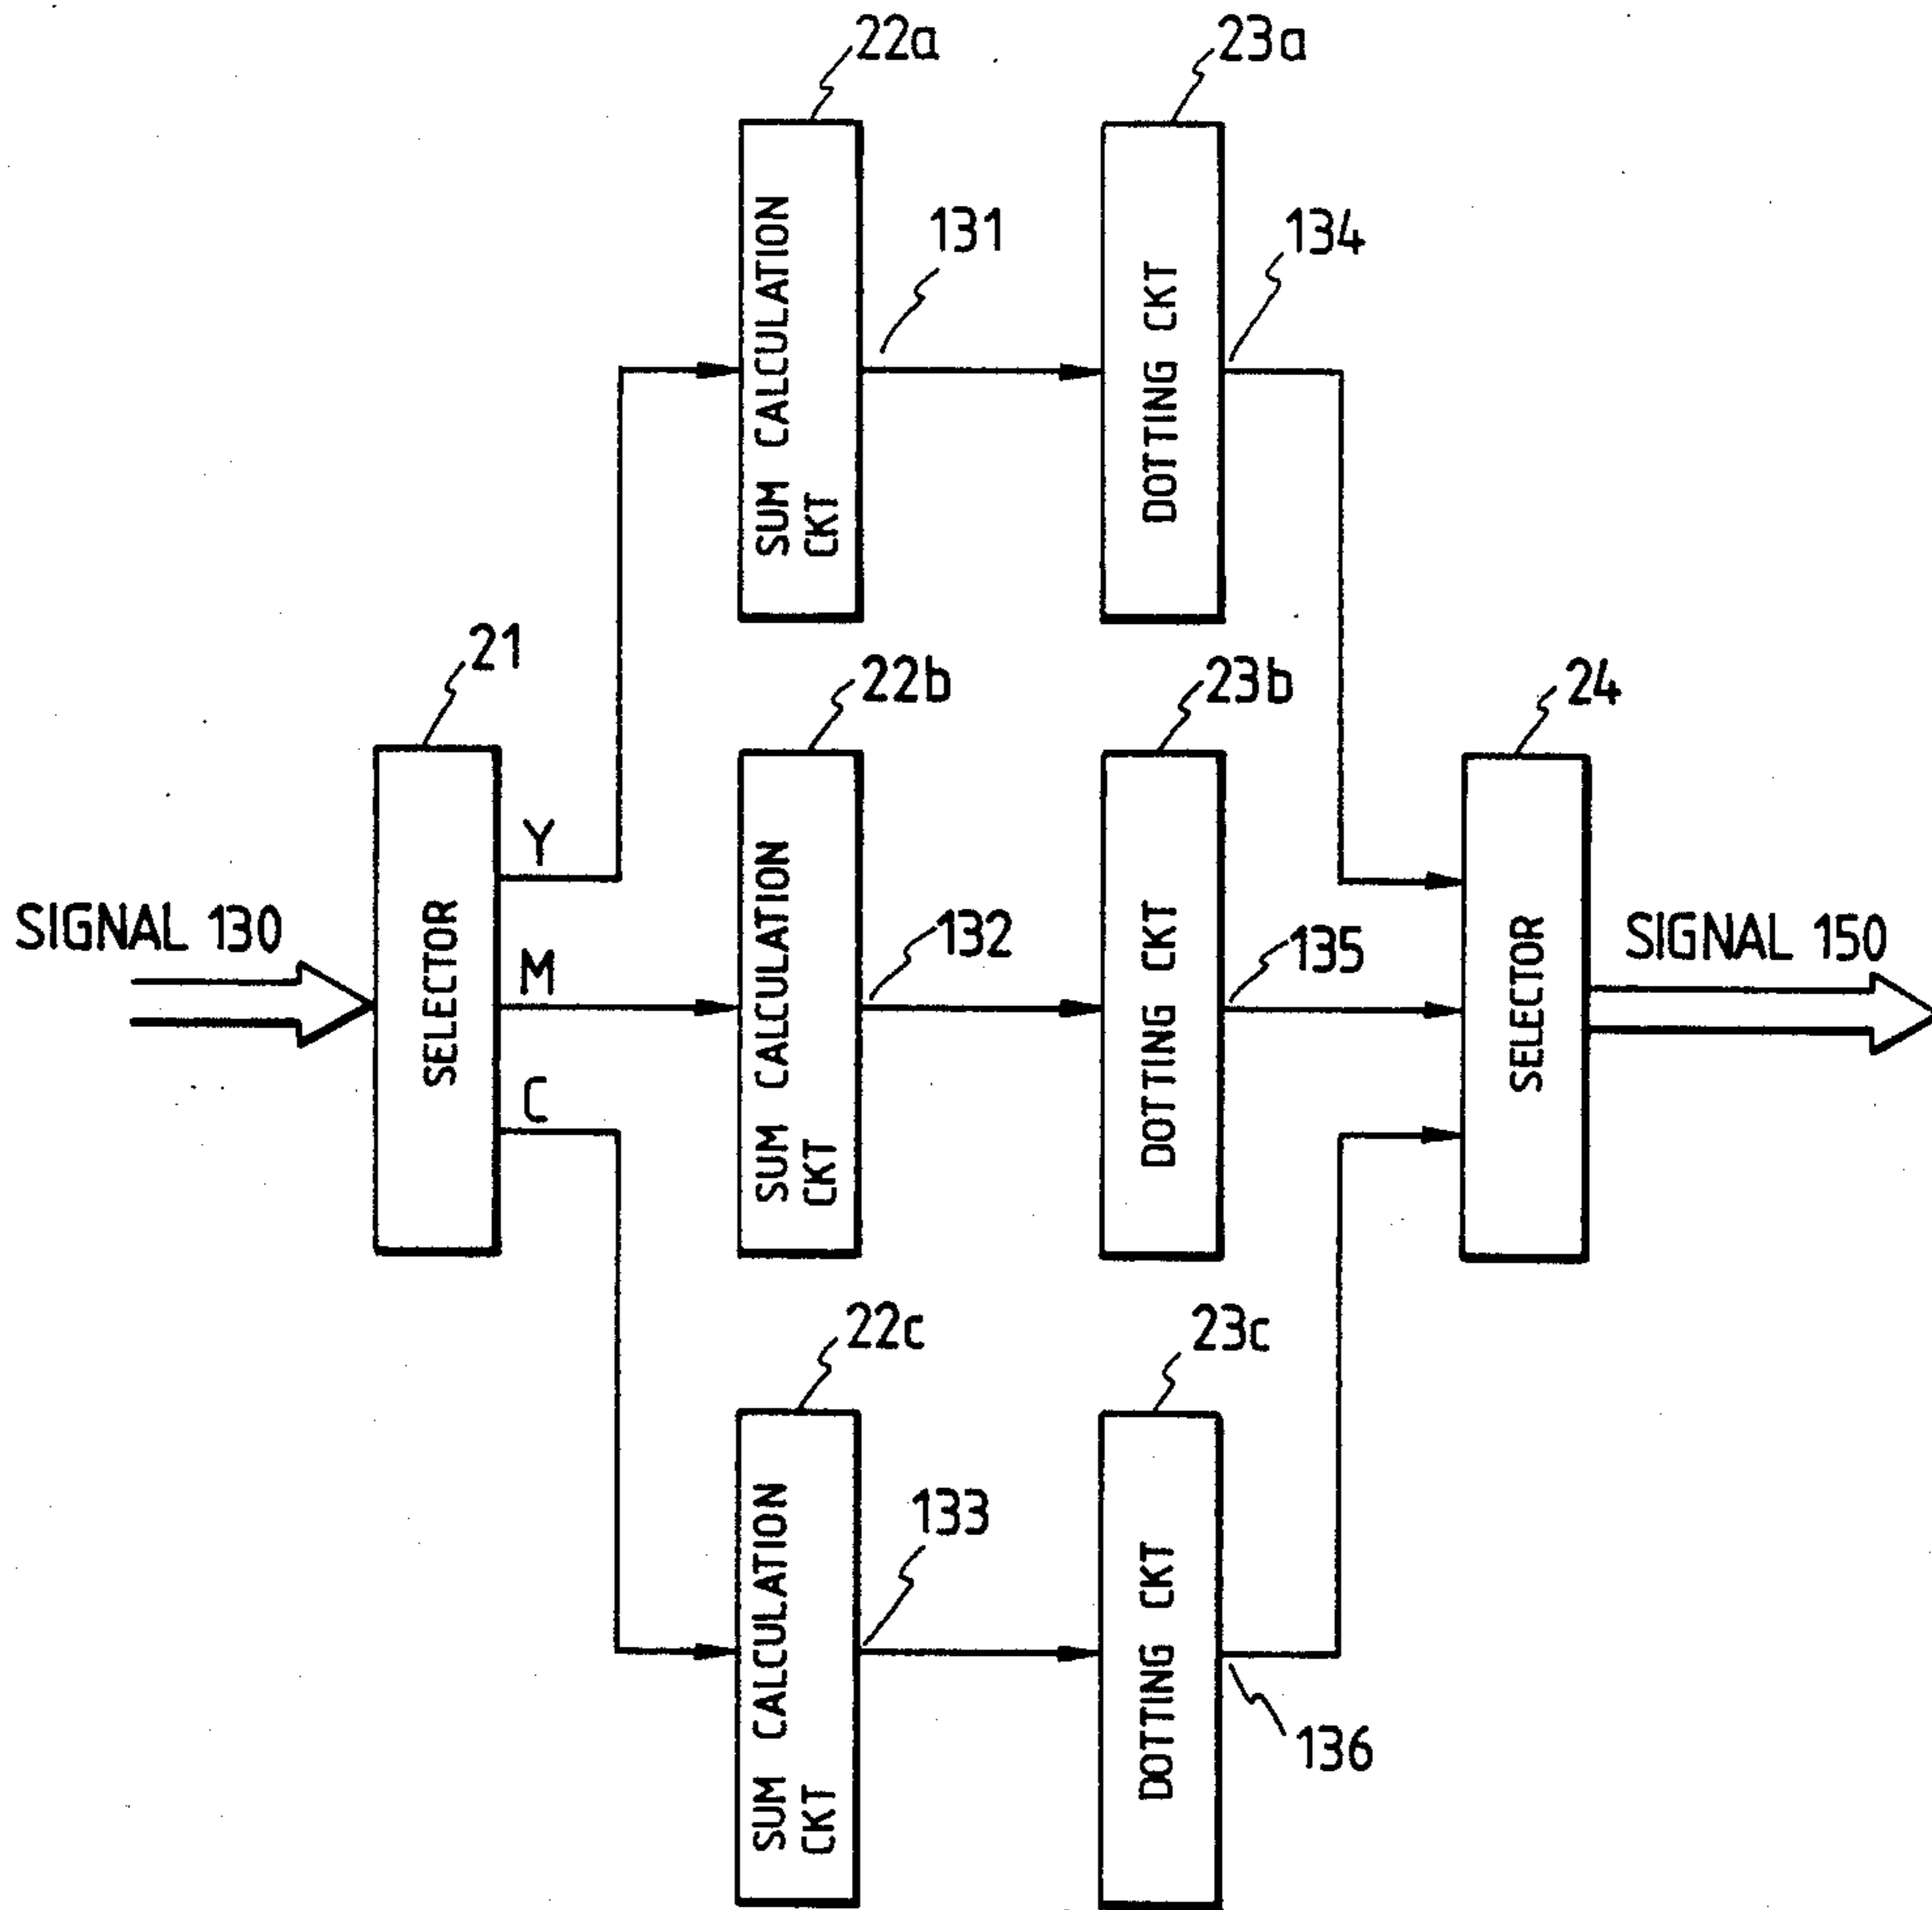 22a
23a
SUM CALCULATION
CKT
131
DOTTING CKT
134
21
22b
23b
24
SIGNAL 130
SELECTOR
Y
M
C
SUM CALCULATION
CKT
132
DOTTING CKT
135
SELECTOR
SIGNAL 150
22c
23c
SUM CALCULATION
CKT
133
DOTTING CKT
136